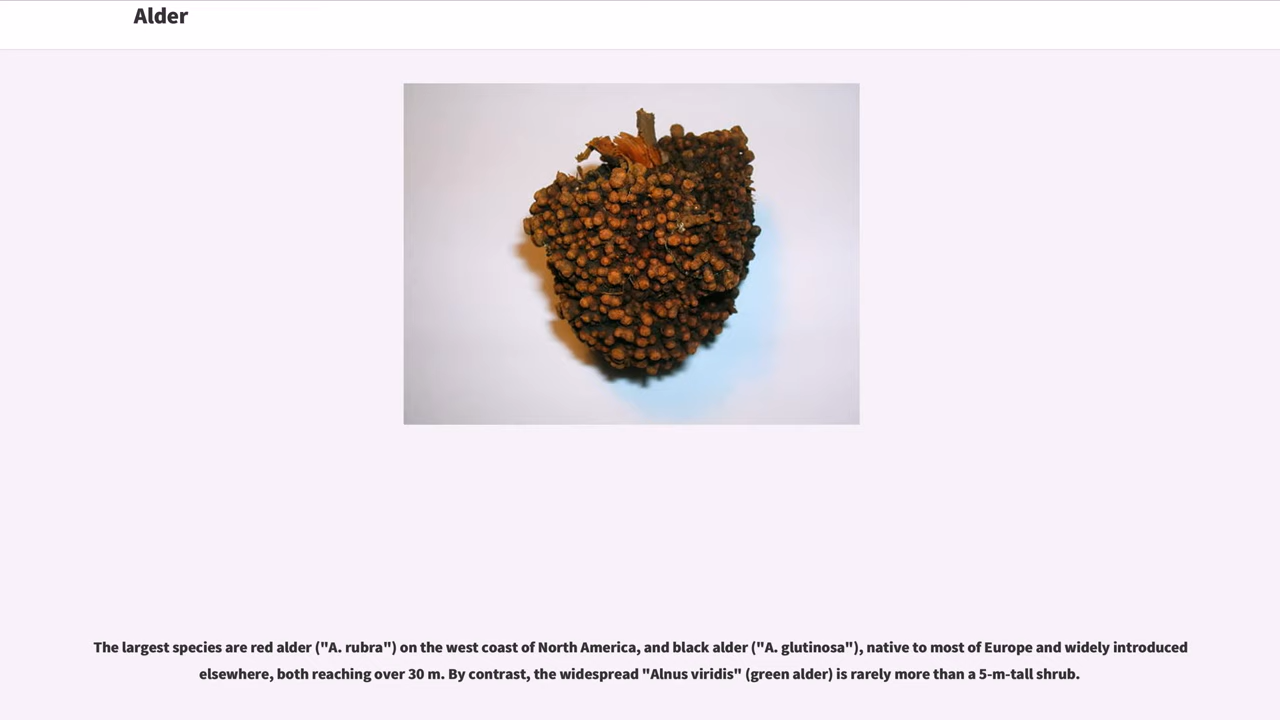 Alder
The largest species are red alder ("A. rubra") on the west coast of North America, and black alder ("A. glutinosa"), native to most of Europe and widely introduced
elsewhere, both reaching over 30 m. By contrast, the widespread "Alnus viridis" (green alder) is rarely more than a 5-m-tall shrub.